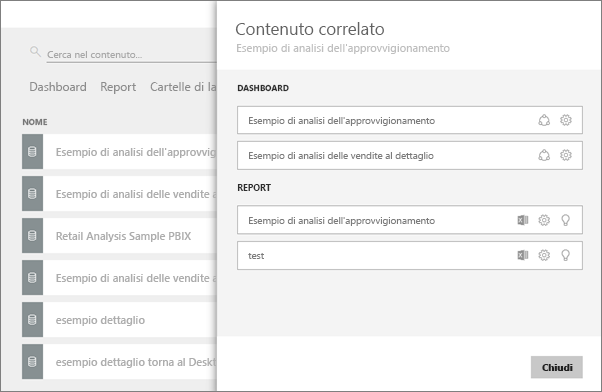 Contenuto correlato
Esempio di analisi dell'approvvigionamento
Cerca nel contenuto...
Dashboard Report Cartelle di la
NOME
Esempio di analisi dell'approvvig
Esempio di analisi delle vendite a
Retail Analysis Sample PBIX
Esempio di analisi delle vendite a
esempio dettaglio
esempio dettaglio torna al Deskt
DASHBOARD
Esempio di analisi dell'approvvigionamento
Esempio di analisi delle vendite al dettaglio
REPORT
Esempio di analisi dell'approvvigionamento
test
Chiudi